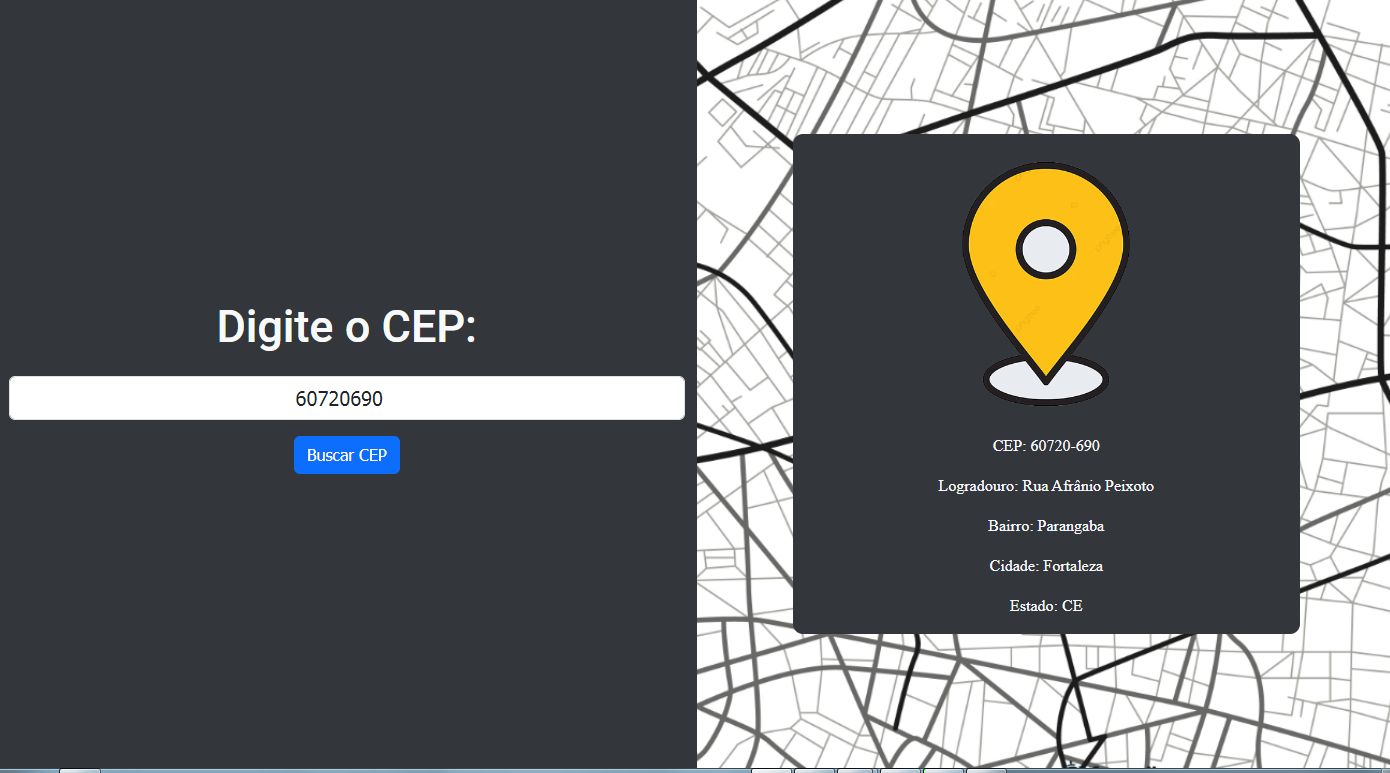 Digite o CEP:
60720690
Buscar CEP
CEP: 60720-690
Logradouro: Rua Afrânio Peixoto
Bairro: Parangaba
Cidade: Fortaleza
Estado: CE